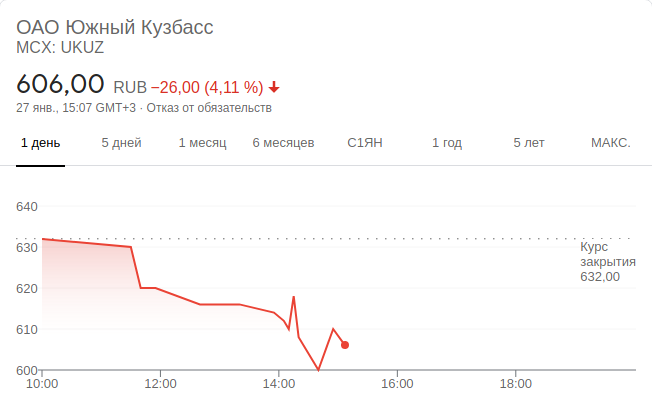 ОАО Южный Кузбасс
MCX: UKUZ
606,00 RUB −26,00 (4,11 %)
27 янв., 15:07 GMT+3 · Отказ от обязательств
1 день 5 дней 1 месяц 6 месяцев С1ЯН 1 год 5 лет МАКС.
640
630
620
610
600
Курс
закрытия
632,00
10:00 12:00 14:00 16:00 18:00